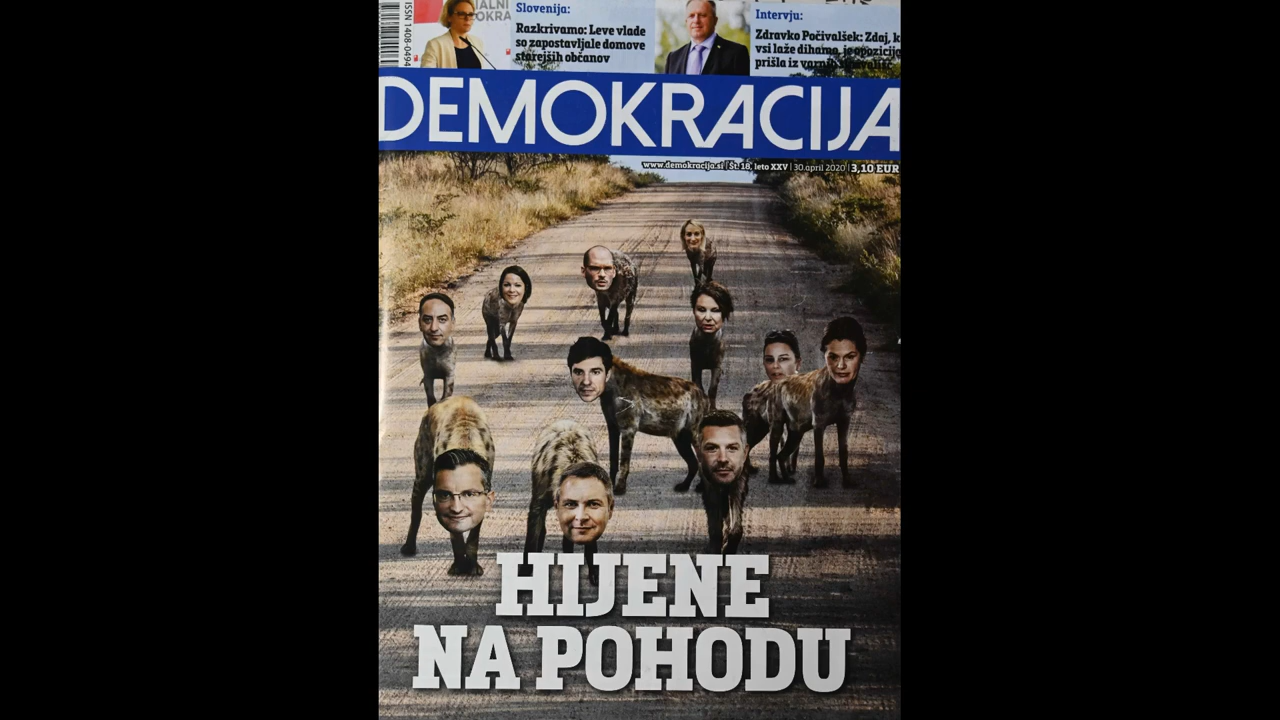 ISSN 1408-0494
Slovenija:
Razkrivamo: Leve vlade
so zapostavljale domove
starejših občanov
Intervju:
Zdravko Počivalšek: Zdaj, k
vsi laže dihamo, je opozicija
prišla iz
DEMOKRACIJA
www.demokracija.si | Št. 18, leto XXV | 30. april 2020 | 3,10 EUR
HIJENE
NA POHODU